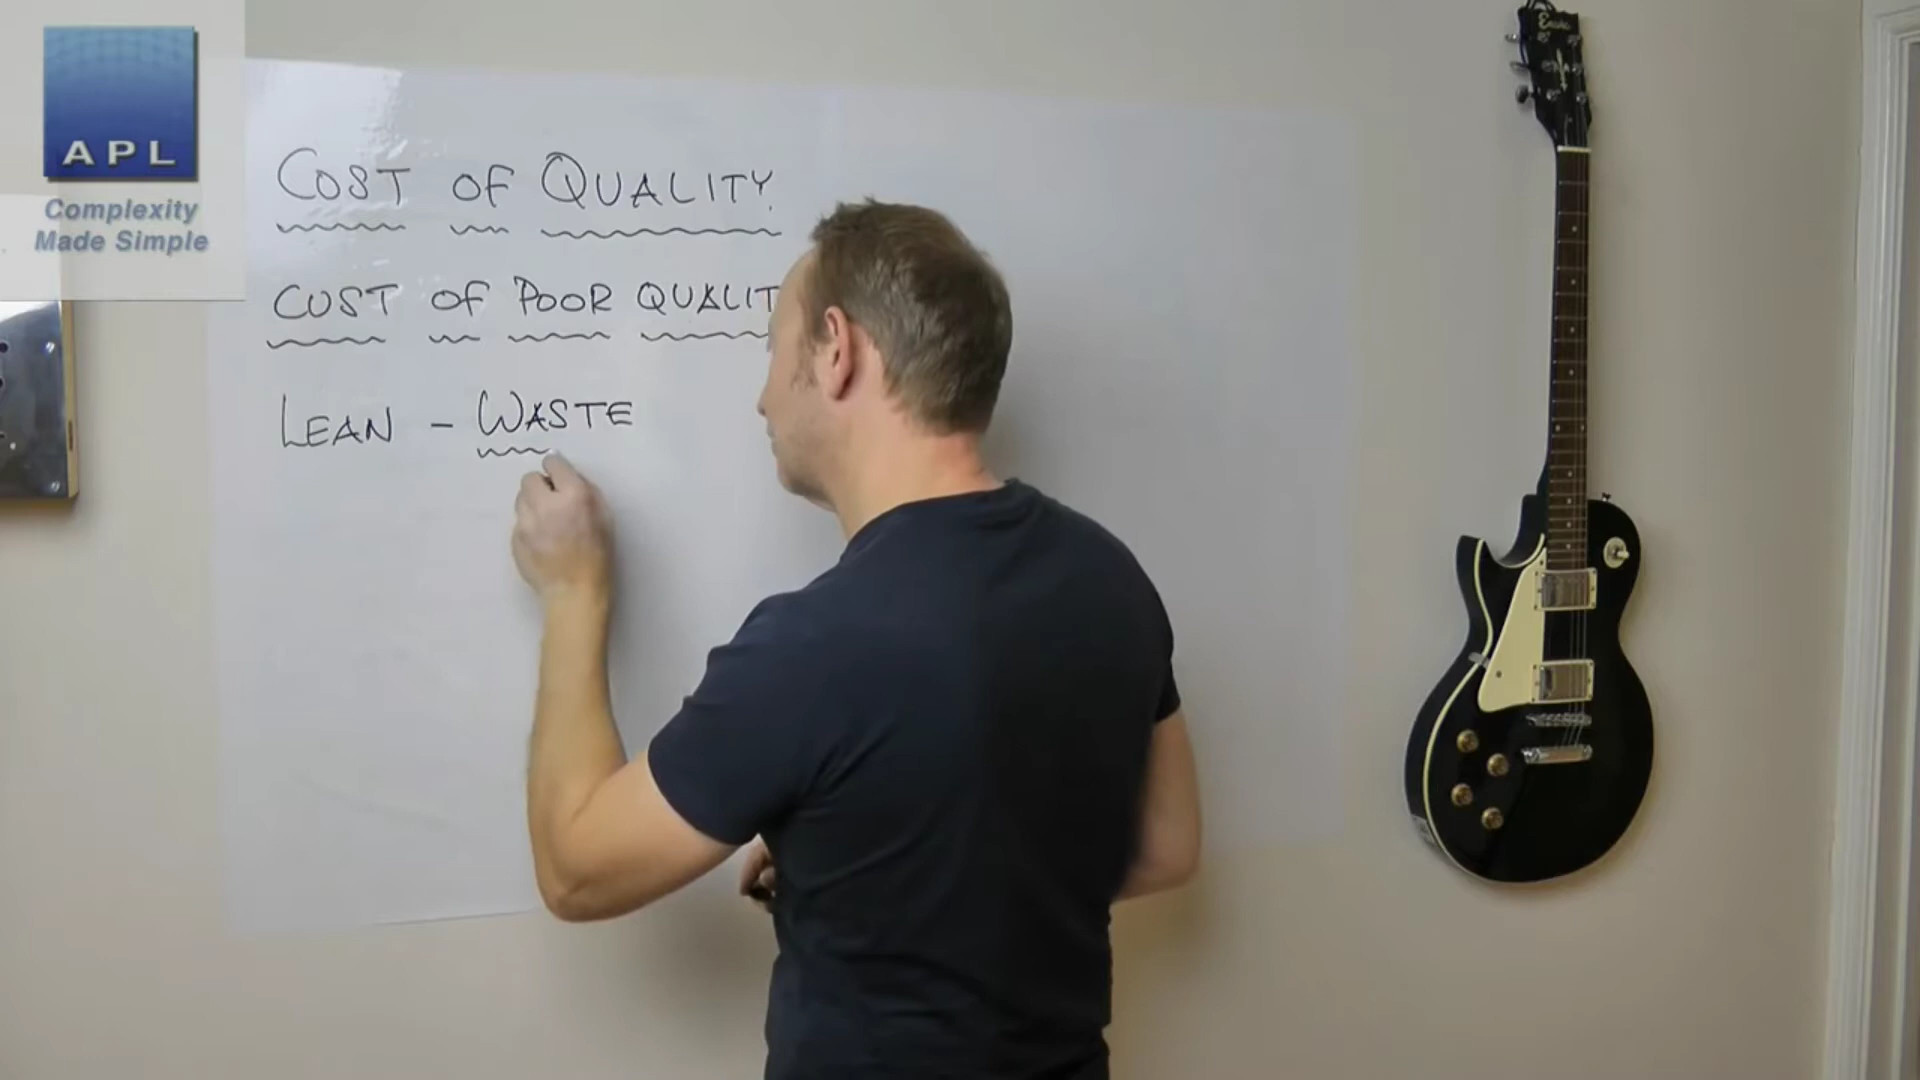 APL
Complexity
Made Simple
COST OF QUALITY.
COST OF POOR QUALIT
LEAN - WASTE